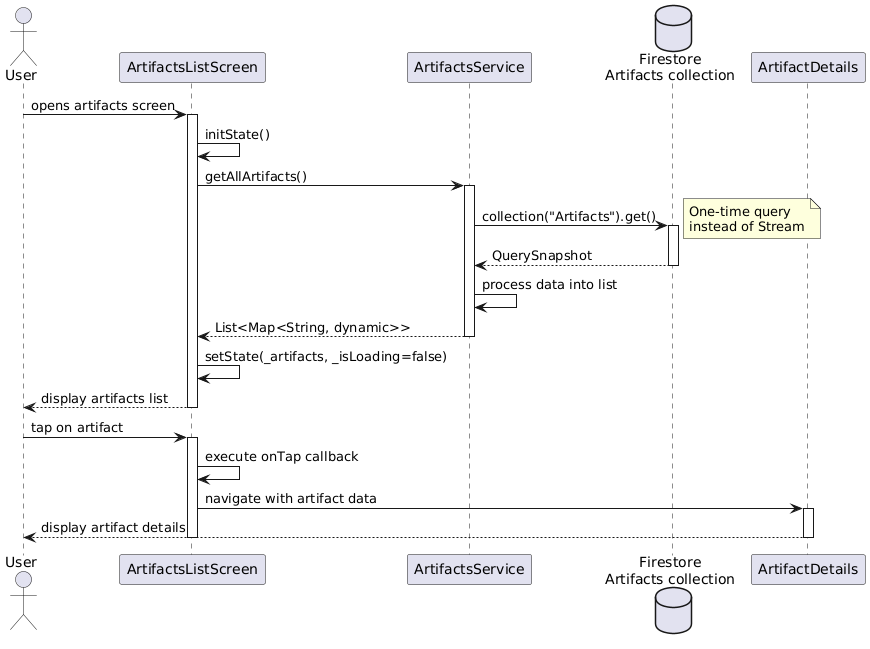 User
ArtifactsListScreen
ArtifactsService
Firestore
Artifacts collection
ArtifactDetails
opens artifacts screen
initState()
getAllArtifacts()
collection("Artifacts").get()
One-time query
instead of Stream
QuerySnapshot
process data into list
List<Map<String, dynamic>>
setState(_artifacts, _isLoading=false)
display artifacts list
tap on artifact
execute onTap callback
navigate with artifact data
display artifact details
User
ArtifactsListScreen
ArtifactsService
Firestore
Artifacts collection
ArtifactDetails